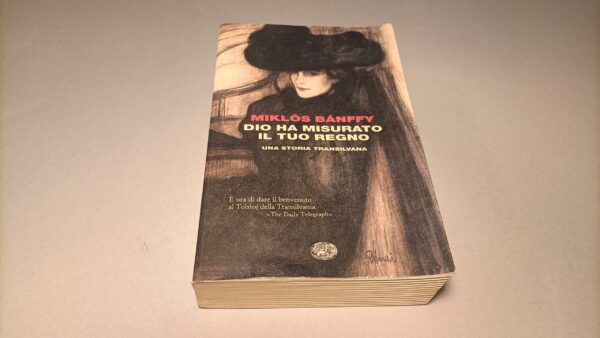 MIKLÓS BÁNFFY
DIO HA MISURATO
IL TUO REGNO
UNA STORIA TRANSILVANA
È ora di dare il benvenuto
al Tolstoj della Transilvania.
«The Daily Telegraph»